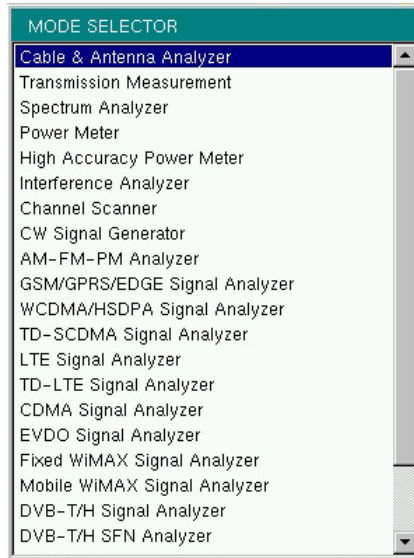 MODE SELECTOR
Cable & Antenna Analyzer
Transmission Measurement
Spectrum Analyzer
Power Meter
High Accuracy Power Meter
Interference Analyzer
Channel Scanner
CW Signal Generator
AM-FM-PM Analyzer
GSM/GPRS/EDGE Signal Analyzer
WCDMA/HSDPA Signal Analyzer
TD-SCDMA Signal Analyzer
LTE Signal Analyzer
TD-LTE Signal Analyzer
CDMA Signal Analyzer
EVDO Signal Analyzer
Fixed WiMAX Signal Analyzer
Mobile WiMAX Signal Analyzer
DVB-T/H Signal Analyzer
DVB-T/H SFN Analyzer